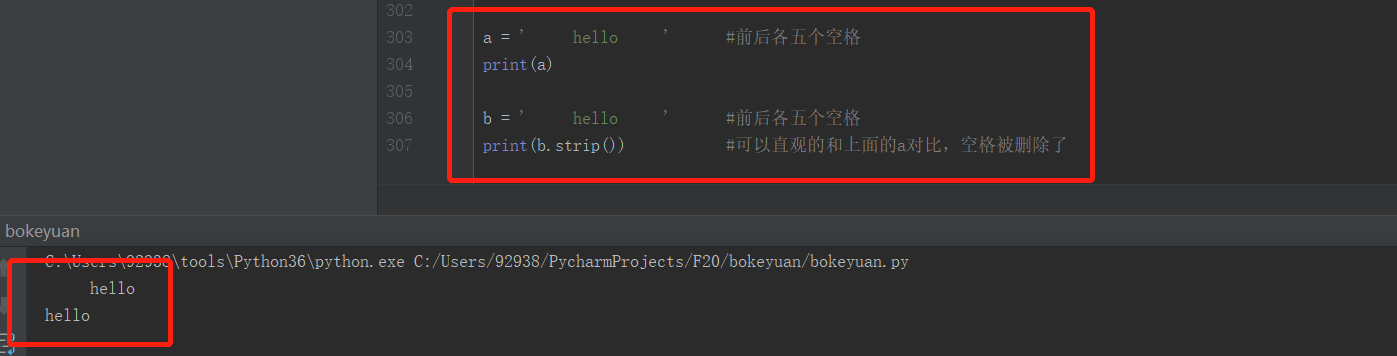 302
303 a = '     hello     '      #前后各五个空格
304 print(a)
305
306 b = '     hello     '      #前后各五个空格
307 print(b.strip())           #可以直观的和上面的a对比，空格被删除了
bokeyuan
C:\Users\92938\tools\Python36\python.exe C:/Users/92938/PycharmProjects/F20/bokeyuan/bokeyuan.py
     hello
hello